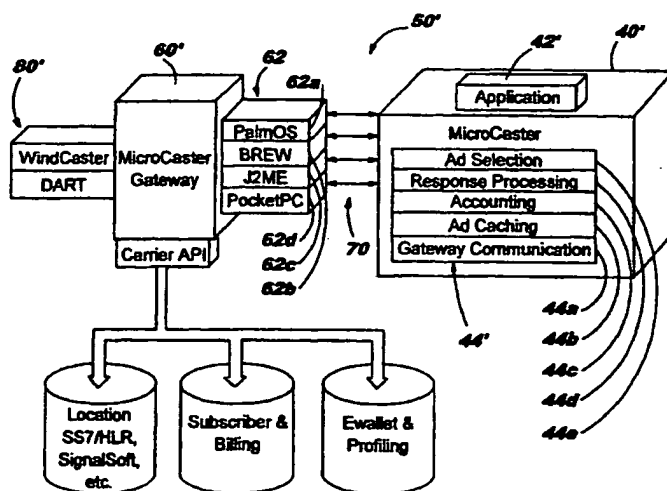 50'
60'
62
62a
42'
40'
80'
Application
PalmOS
MicroCaster
WindCaster
MicroCaster
Gateway
BREW
Ad Selection
DART
J2ME
Response Processing
PocketPC
Accounting
Ad Caching
Carrier API
62d
70
Gateway Communication
62c
62b
44'
44a
44b
44c
44d
44e
Location
SS7/HLR,
SignalSoft,
etc.
Subscriber &
Billing
Ewallet &
Profiling